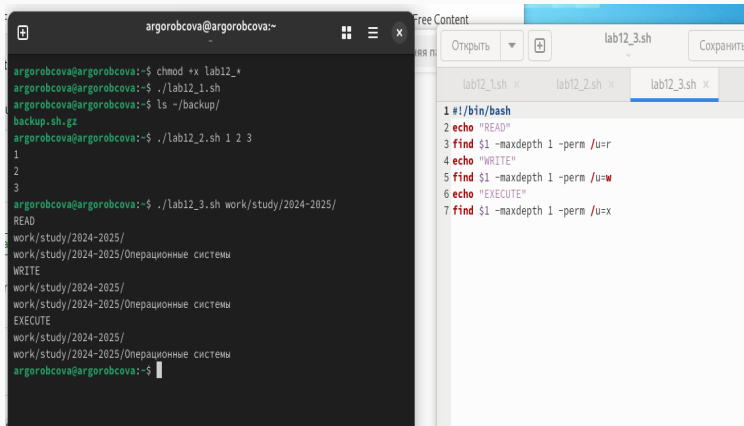 Free Content
argorobcova@argorobcova:~
argorobcova@argorobcova:~$ chmod +x lab12_*
argorobcova@argorobcova:~$ ./lab12_1.sh
argorobcova@argorobcova:~$ ls ~/backup/
backup.sh.gz
argorobcova@argorobcova:~$ ./lab12_2.sh 1 2 3
1
2
3
argorobcova@argorobcova:~$ ./lab12_3.sh work/study/2024-2025/
READ
work/study/2024-2025/
work/study/2024-2025/Операционные системы
WRITE
work/study/2024-2025/
work/study/2024-2025/Операционные системы
EXECUTE
work/study/2024-2025/
work/study/2024-2025/Операционные системы
argorobcova@argorobcova:~$
Открыть
lab12_3.sh
Сохранить
lab12_1.sh × lab12_2.sh × lab12_3.sh ×
1 #!/bin/bash
2 echo "READ"
3 find $1 -maxdepth 1 -perm /u=r
4 echo "WRITE"
5 find $1 -maxdepth 1 -perm /u=w
6 echo "EXECUTE"
7 find $1 -maxdepth 1 -perm /u=x